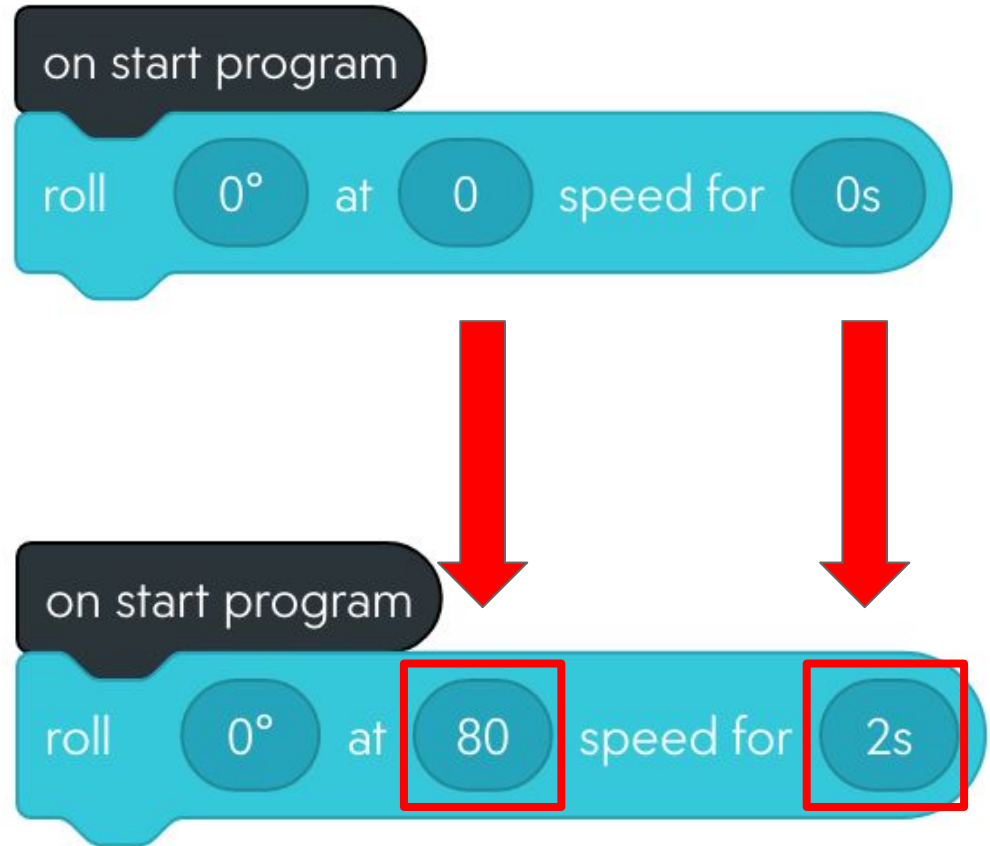 on start program
roll 0° at 0 speed for 0s
on start program
roll 0° at 80 speed for 2s